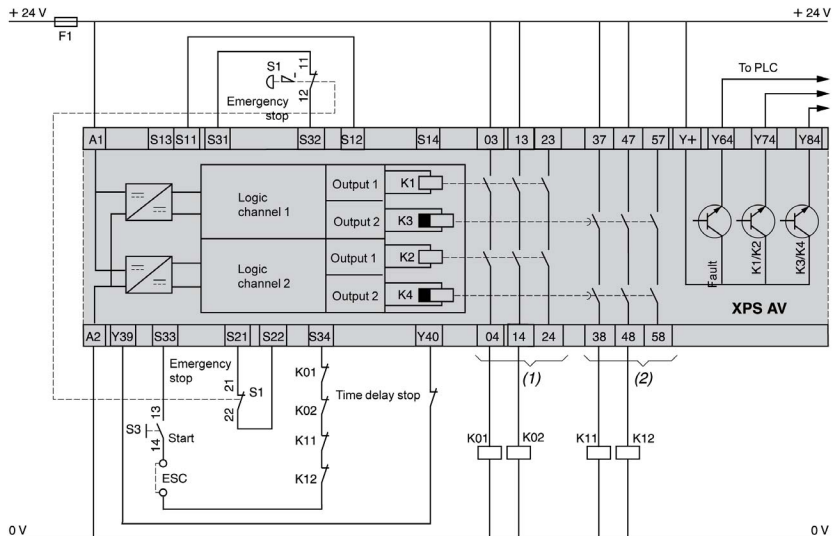 + 24 V
+ 24 V
F1
To PLC
S1
11
12
Emergency stop
A1 S13 S11 S31 S32 S12 S14 03 13 23 37 47 57 Y+ Y64 Y74 Y84
Logic channel 1
Output 1
K1
Output 2
K3
Logic channel 2
Output 1
K2
Output 2
K4
Fault
K1/K2
K3/K4
XPS AV
A2 Y39 S33 S21 S22 S34 Y40 04 14 24 38 48 58
(1)
(2)
Emergency stop
21
22
S1
K01
K02
K11
K12
Time delay stop
13
14
S3
Start
ESC
K01
K02
K11
K12
0 V
0 V